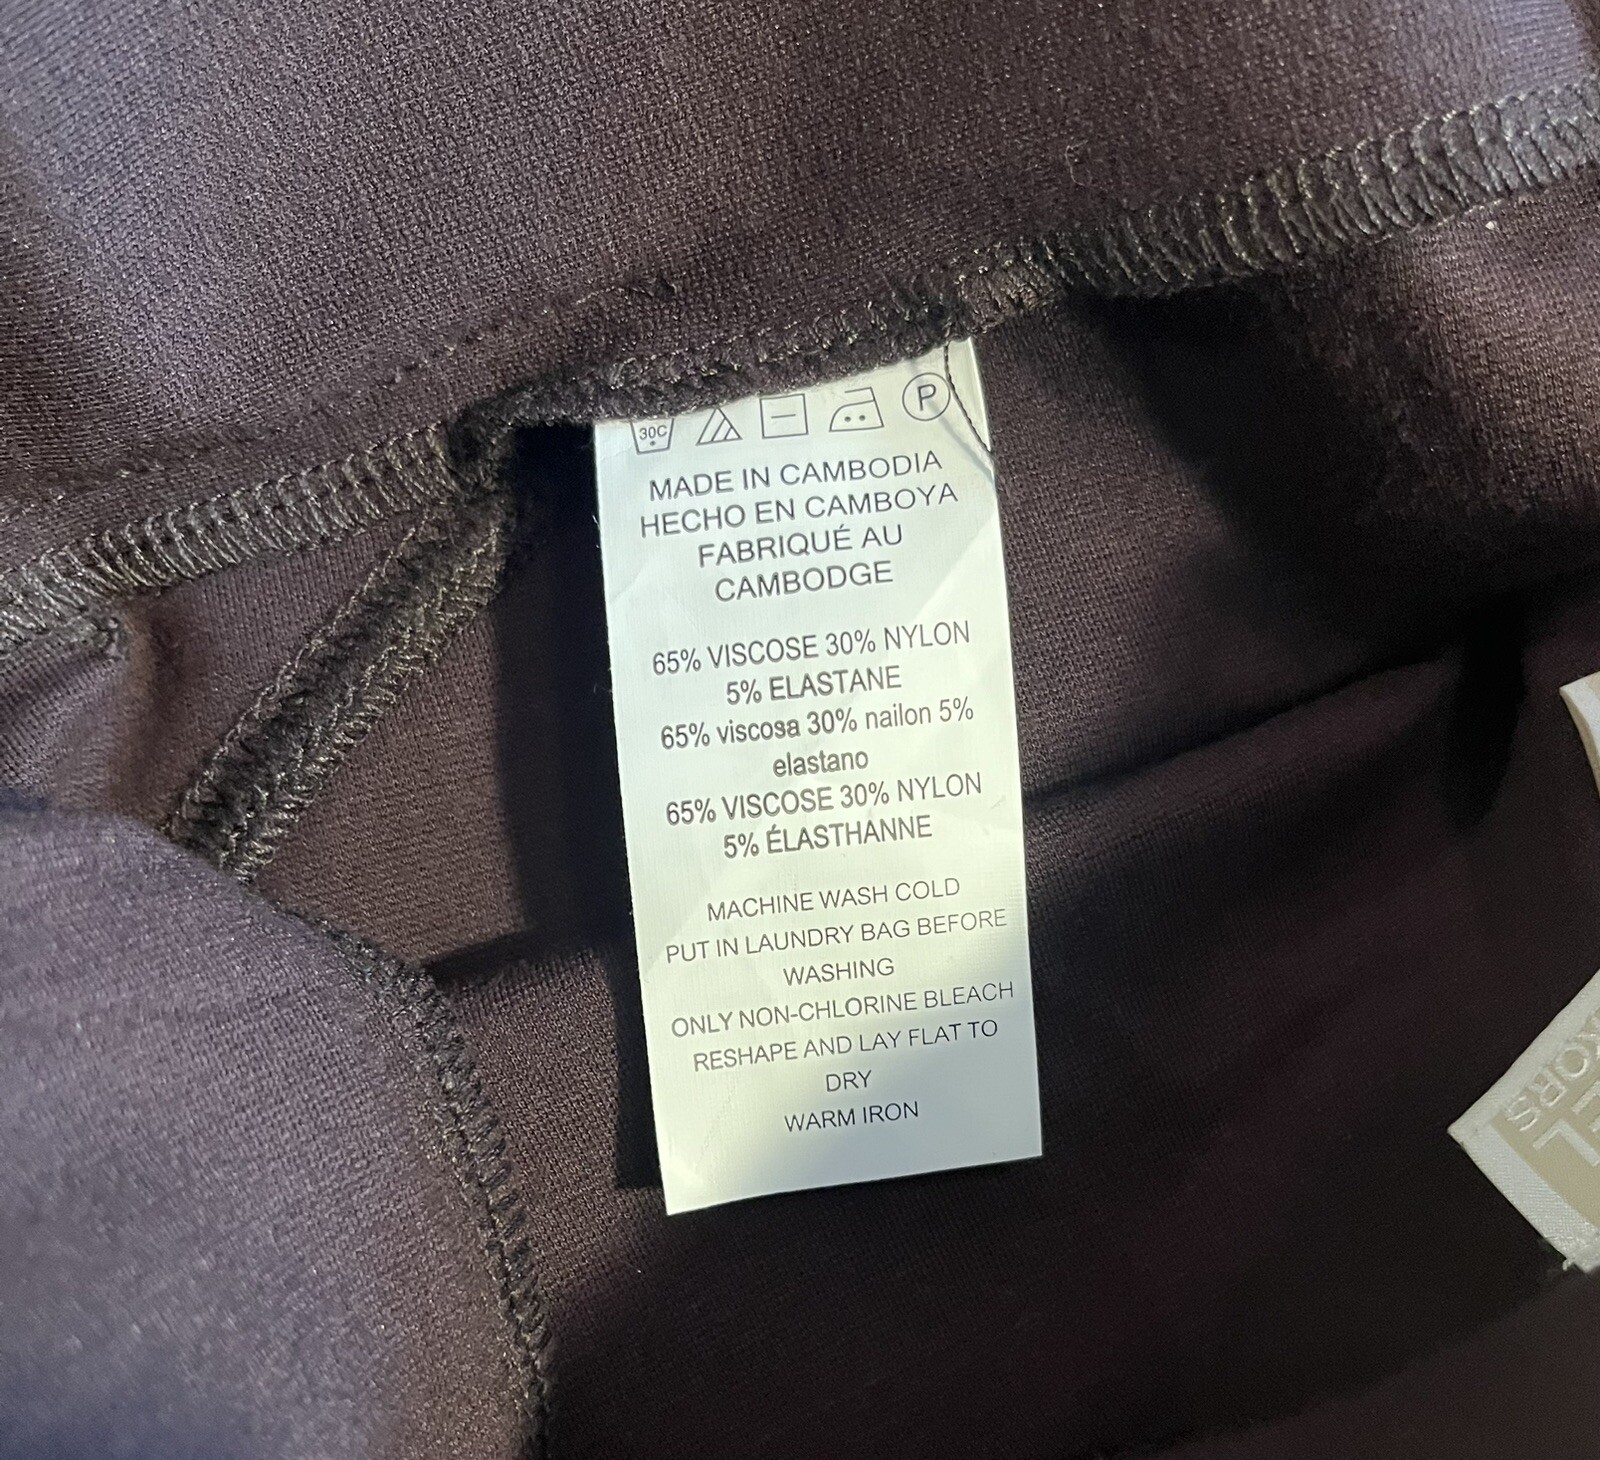 30C P
MADE IN CAMBODIA
HECHO EN CAMBOYA
FABRIQUÉ AU
CAMBODGE
65% VISCOSE 30% NYLON
5% ELASTANE
65% viscosa 30% nailon 5%
elastano
65% VISCOSE 30% NYLON
5% ÉLASTHANNE
MACHINE WASH COLD
PUT IN LAUNDRY BAG BEFORE
WASHING
ONLY NON-CHLORINE BLEACH
RESHAPE AND LAY FLAT TO
DRY
WARM IRON
EL
KORS